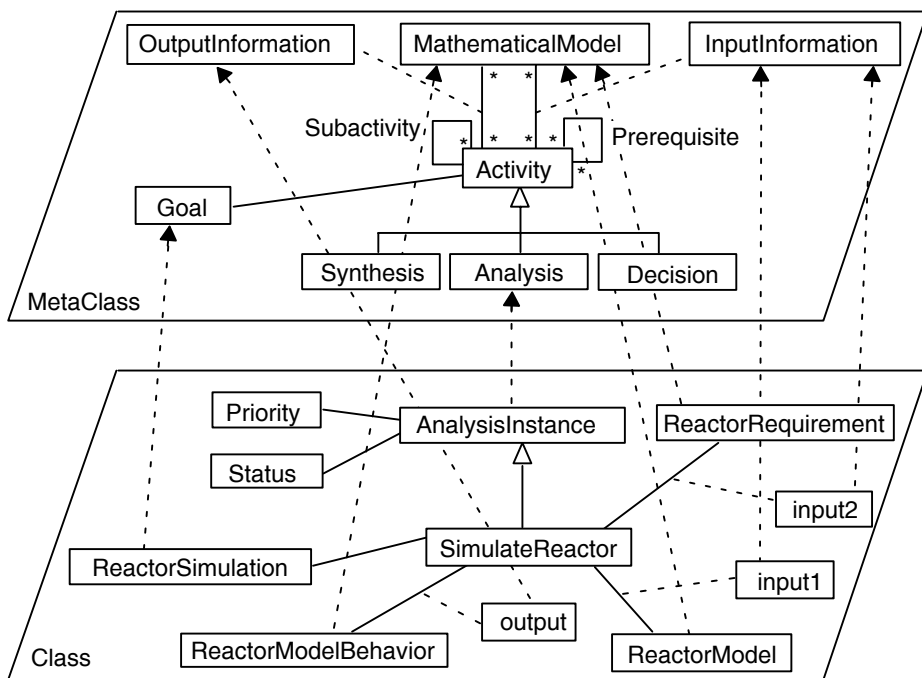 OutputInformation
MathematicalModel
InputInformation
* *
Subactivity
* * * *
Prerequisite
Activity
*
Goal
Synthesis
Analysis
Decision
MetaClass
Priority
AnalysisInstance
ReactorRequirement
Status
input2
SimulateReactor
ReactorSimulation
input1
output
ReactorModelBehavior
ReactorModel
Class